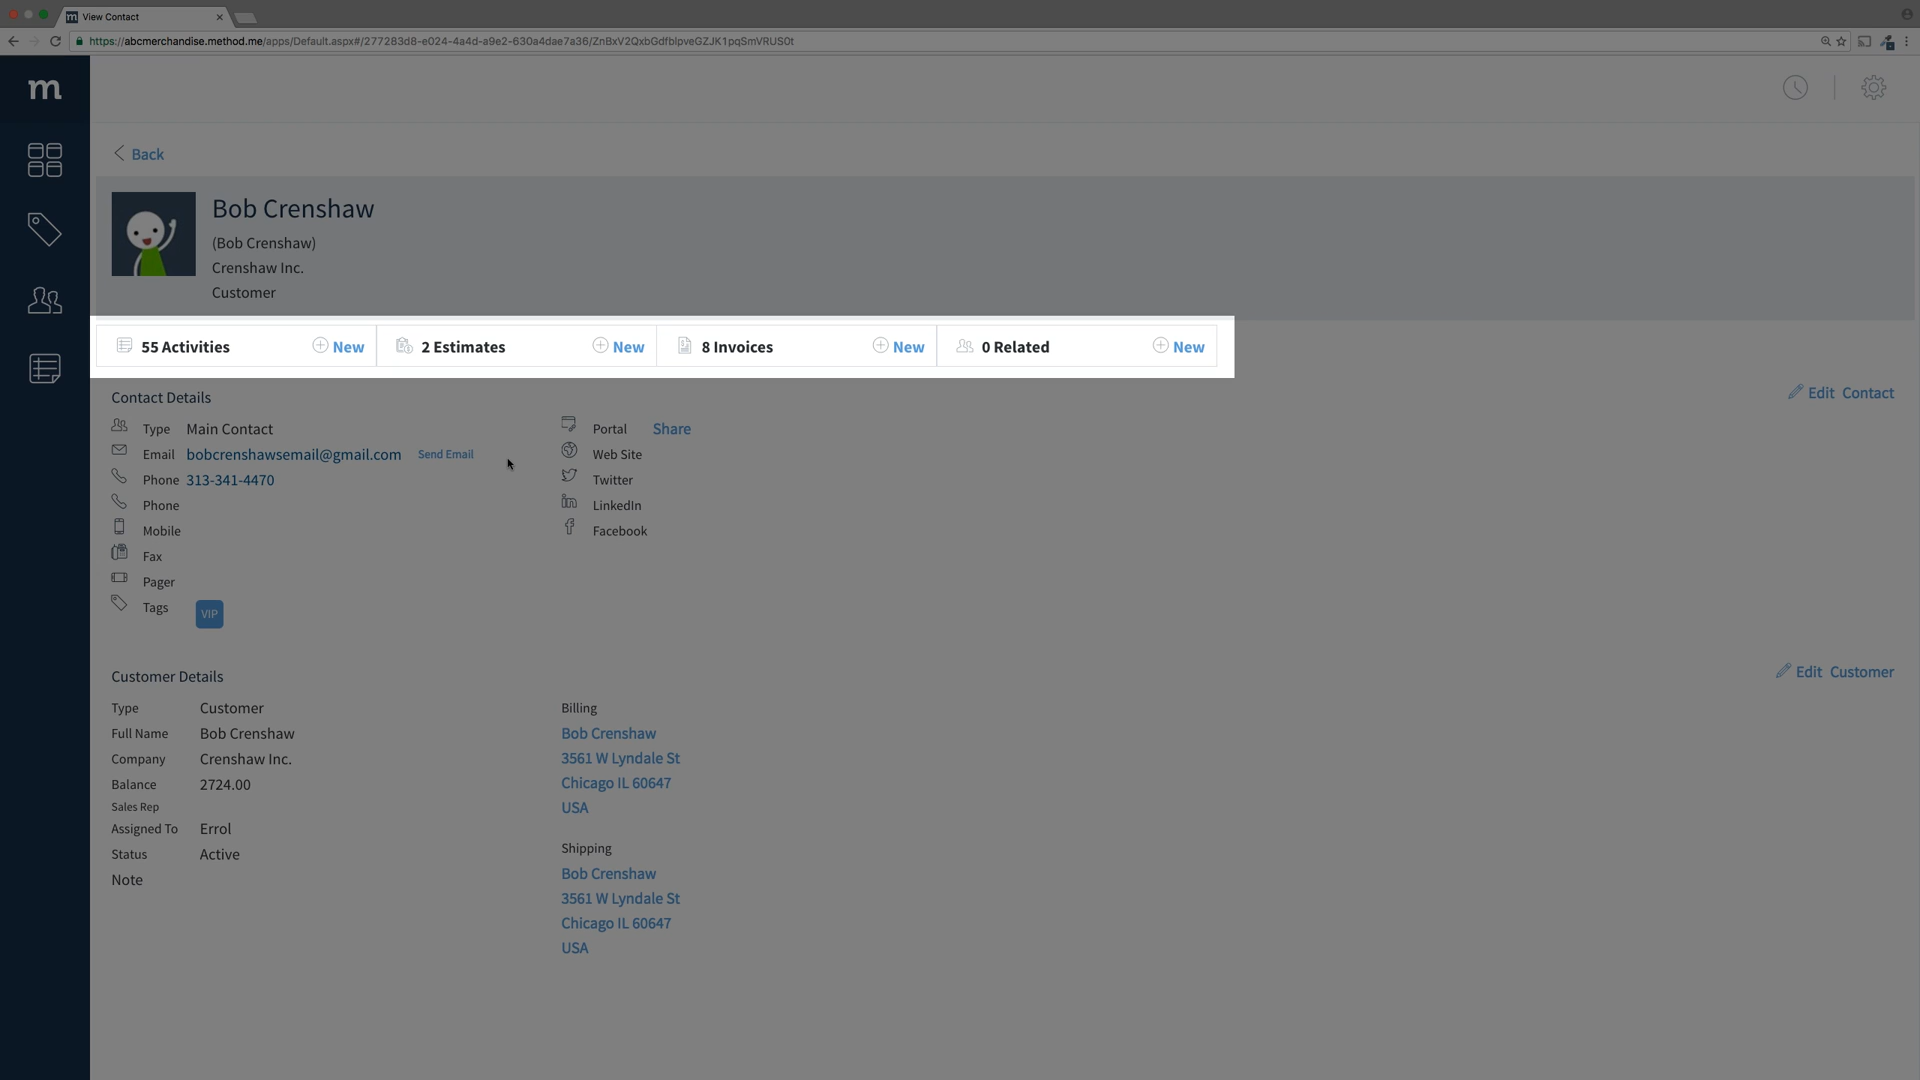 View Contact
https://abcmerchandise.method.me/apps/Default.aspx#/277283d8-e024-4a4d-a9e2-630a4dae7a36/ZnBxV2QxbGdfblpveGZJK1pqSmVRUS0t
m
Back
Bob Crenshaw
(Bob Crenshaw)
Crenshaw Inc.
Customer
55 Activities New 2 Estimates New 8 Invoices New 0 Related New
Contact Details Edit Contact
Type Main Contact Portal Share
Email bobcrenshawsemail@gmail.com Send Email Web Site
Phone 313-341-4470 Twitter
Phone LinkedIn
Mobile Facebook
Fax
Pager
Tags VIP
Customer Details Edit Customer
Type Customer Billing
Full Name Bob Crenshaw Bob Crenshaw
Company Crenshaw Inc. 3561 W Lyndale St
Balance 2724.00 Chicago IL 60647
Sales Rep USA
Assigned To Errol
Status Active Shipping
Note Bob Crenshaw
3561 W Lyndale St
Chicago IL 60647
USA